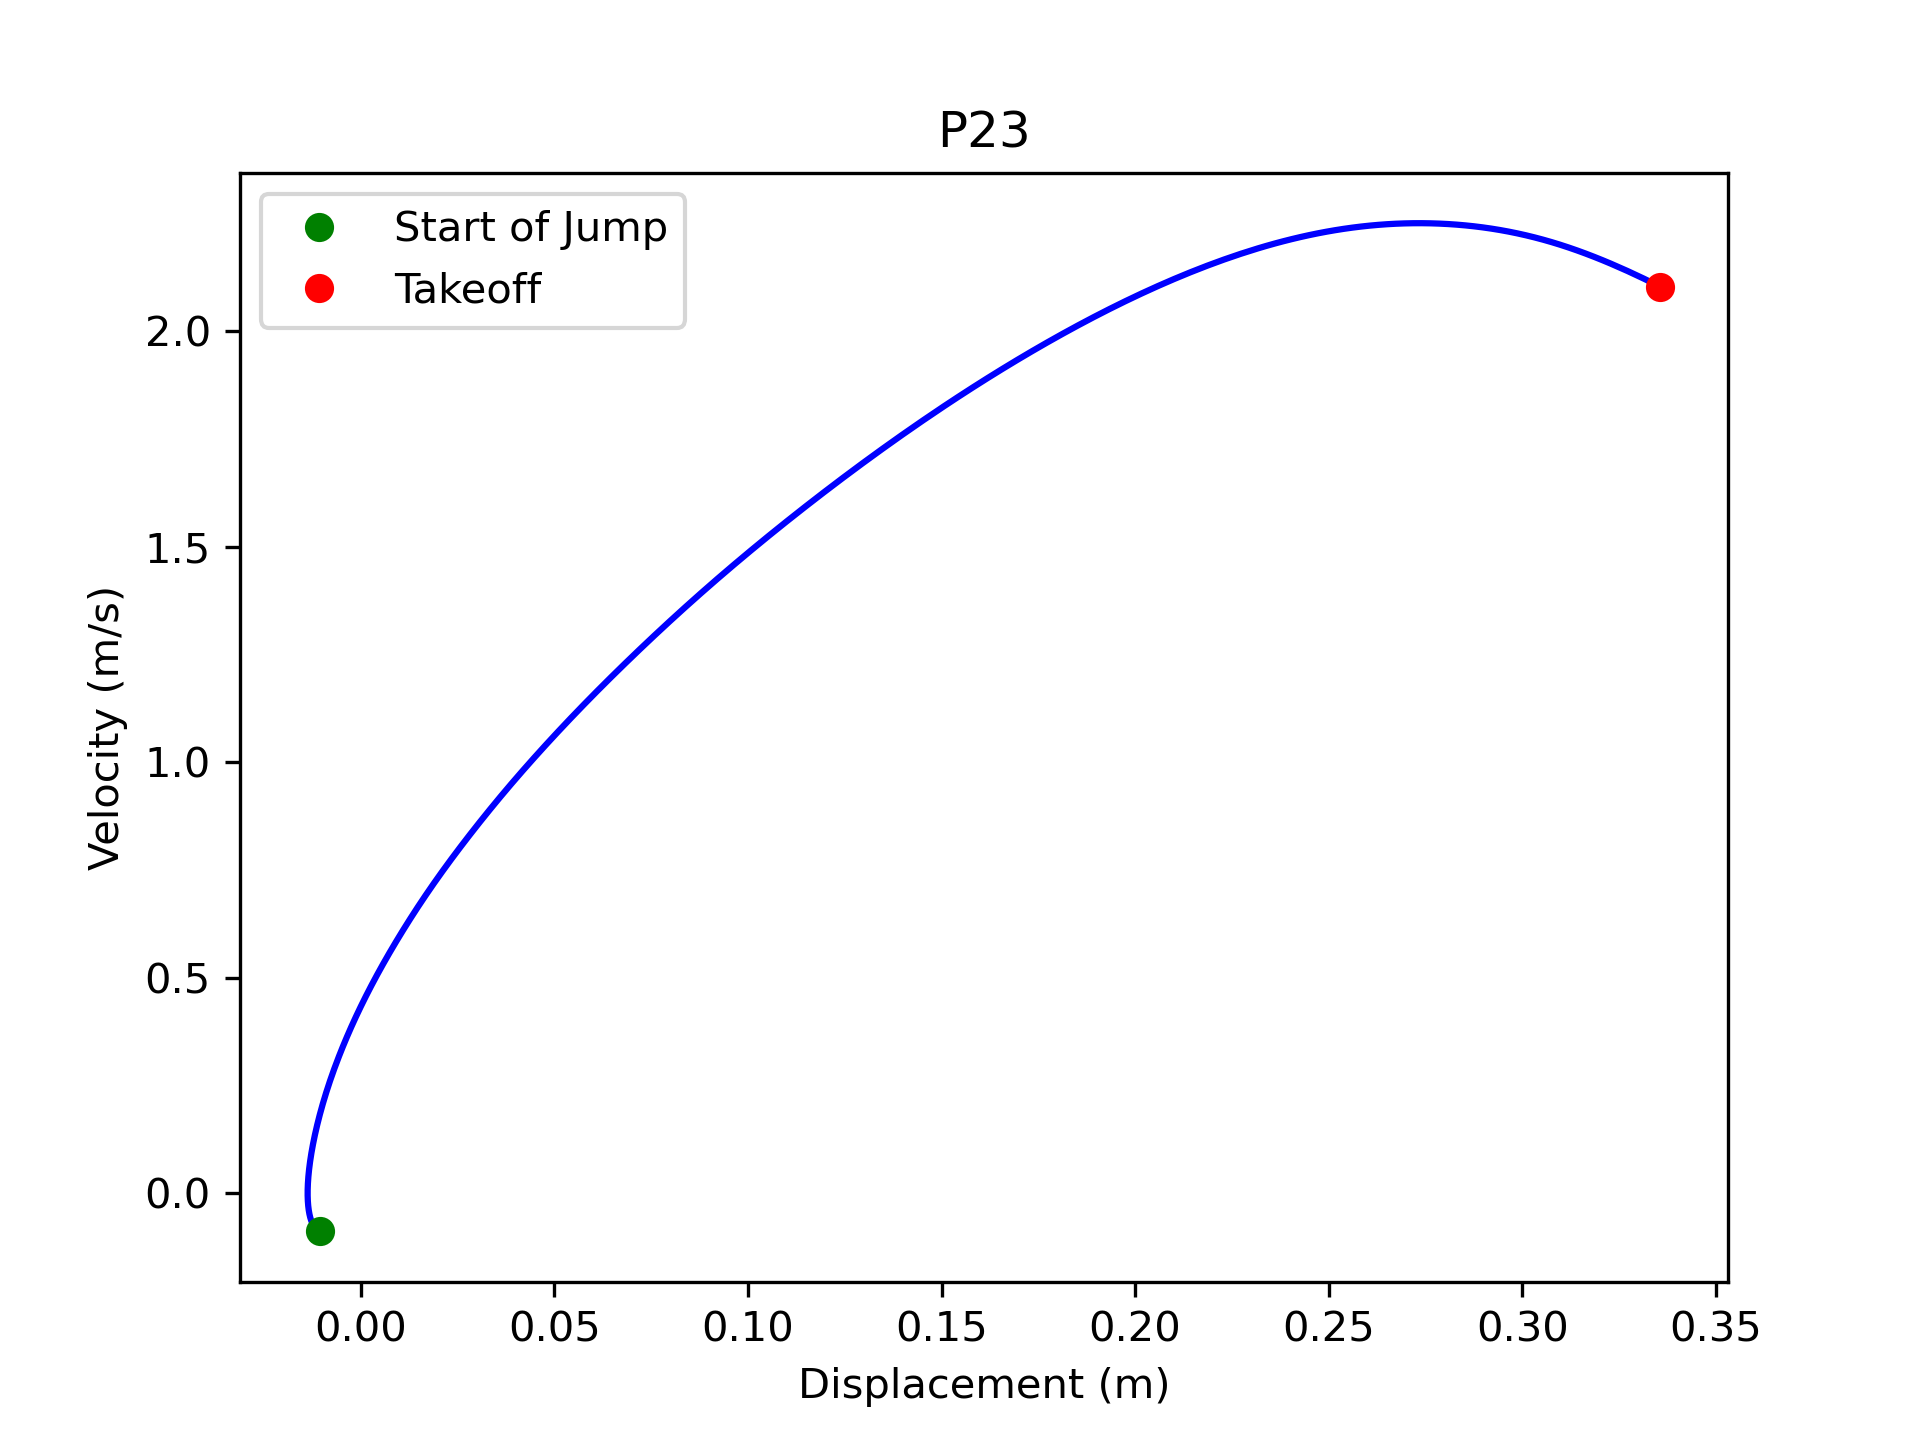 P23
Start of Jump
Takeoff
2.0
1.5
1.0
0.5
0.0
Velocity (m/s)
0.00 0.05 0.10 0.15 0.20 0.25 0.30 0.35
Displacement (m)